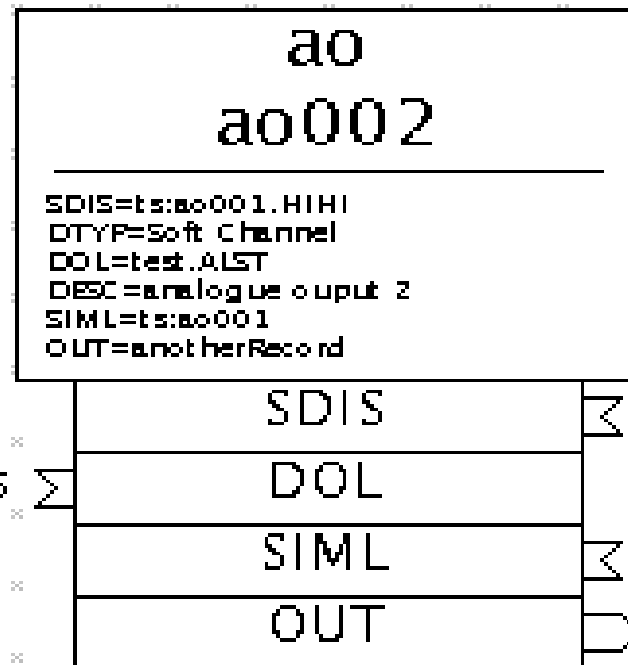 ao
ao002
SDIS=ts:ao001.HIHI
DTYP=Soft Channel
DOL=test.ALST
DESC=analogue ouput 2
SIML=ts:ao001
OUT=anotherRecord
SDIS
DOL
SIML
OUT